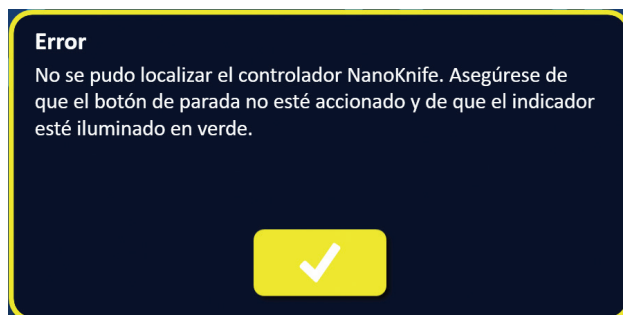 Error
No se pudo localizar el controlador NanoKnife. Asegúrese de
que el botón de parada no esté accionado y de que el indicador
esté iluminado en verde.